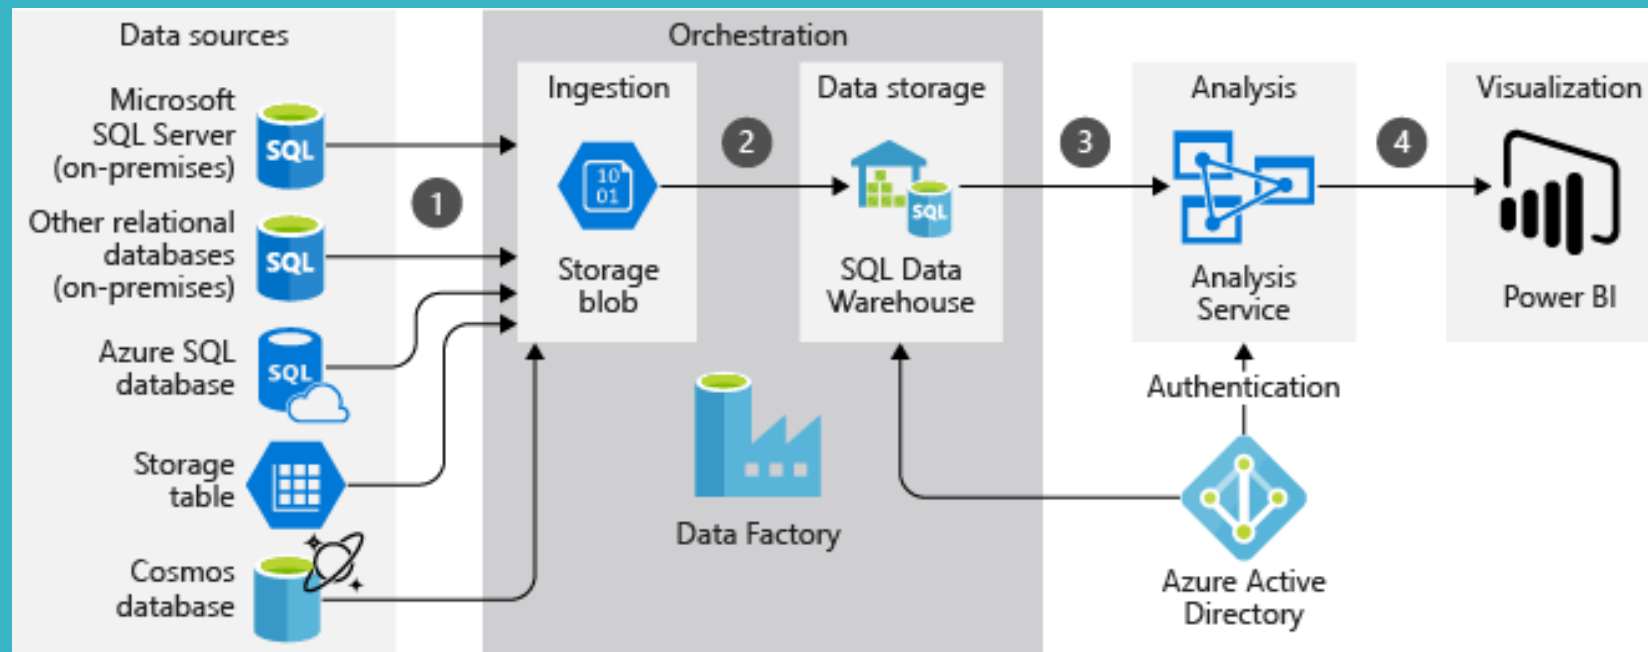 Data sources
Microsoft
SQL Server
(on-premises)
SQL
Other relational
databases
(on-premises)
SQL
Azure SQL
database
SQL
Storage
table
Cosmos
database
1
Orchestration
Ingestion
10
01
Storage
blob
2
Data storage
SQL
SQL Data
Warehouse
Data Factory
3
Analysis
Analysis
Service
Authentication
Azure Active
Directory
4
Visualization
Power BI